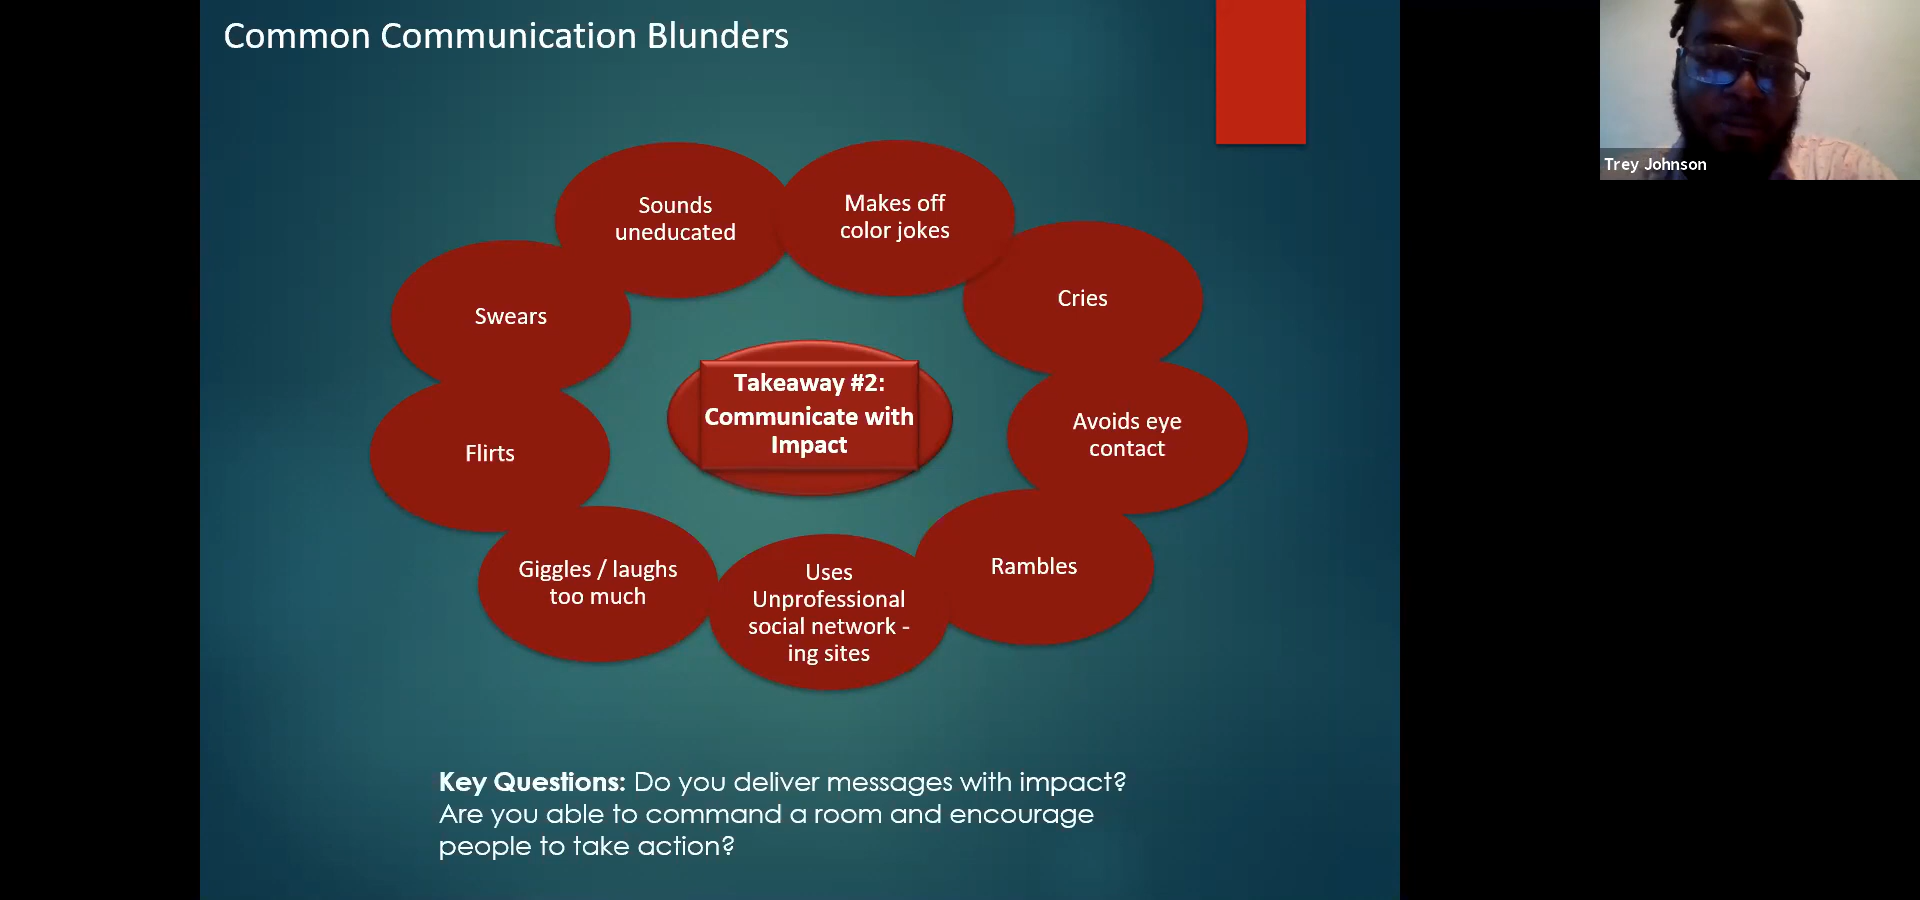 Common Communication Blunders
Trey Johnson
Sounds
uneducated
Makes off
color jokes
Cries
Swears
Takeaway #2:
Communicate with
Impact
Avoids eye
contact
Flirts
Rambles
Giggles / laughs
too much
Uses
Unprofessional
social network -
ing sites
Key Questions: Do you deliver messages with impact?
Are you able to command a room and encourage
people to take action?